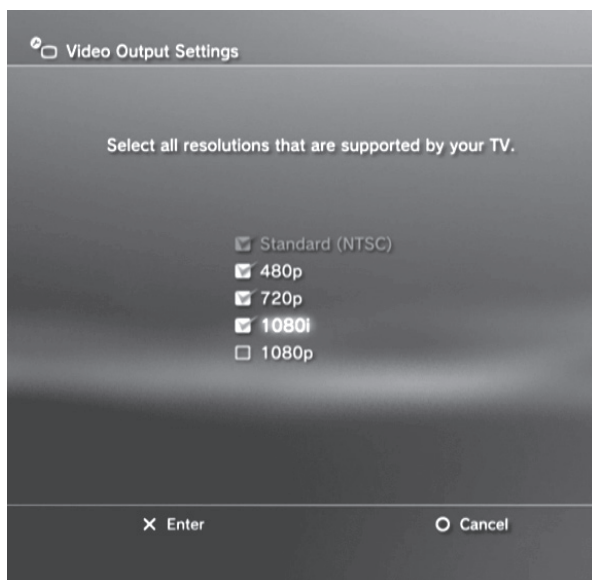 Video Output Settings
Select all resolutions that are supported by your TV.
Standard (NTSC)
480p
720p
1080i
1080p
Enter
Cancel